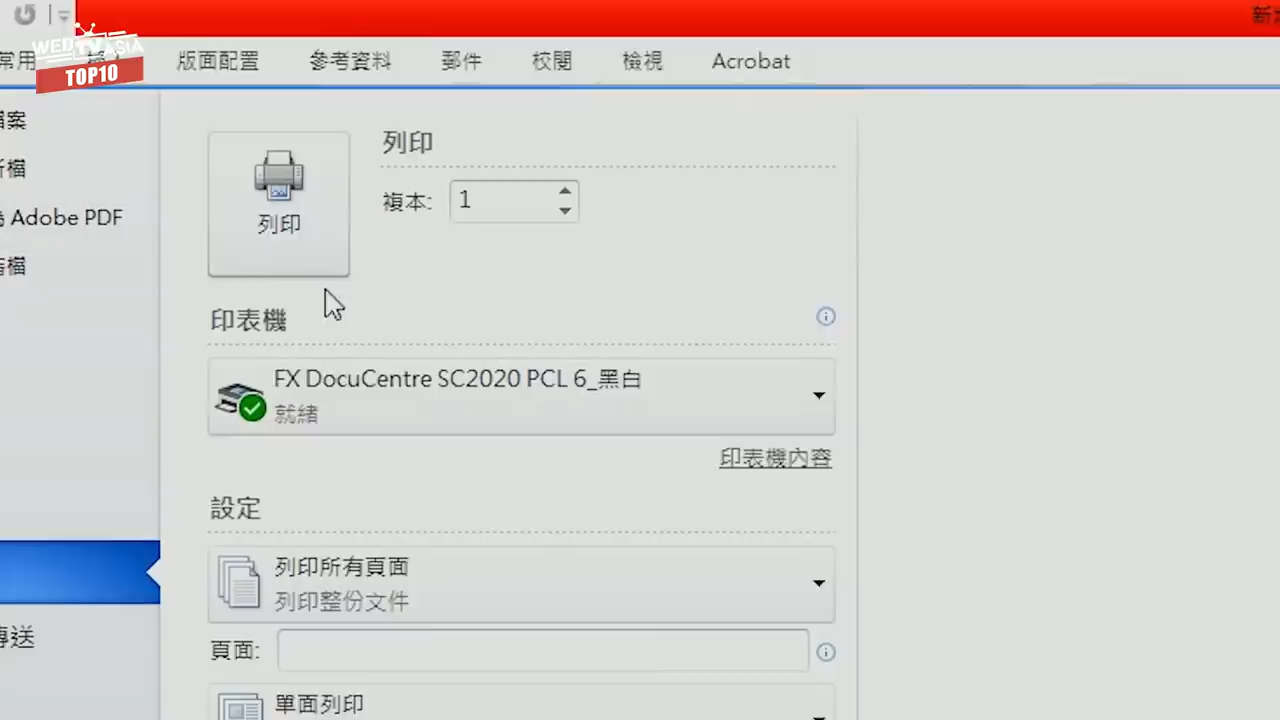 WEBTVASIA
TOP10
常用
版面配置
參考資料
郵件
校閱
檢視
Acrobat
列印
列印
複本:
1
Adobe PDF
印表機
FX DocuCentre SC2020 PCL 6_黑白
就緒
印表機內容
設定
列印所有頁面
列印整份文件
頁面:
單面列印